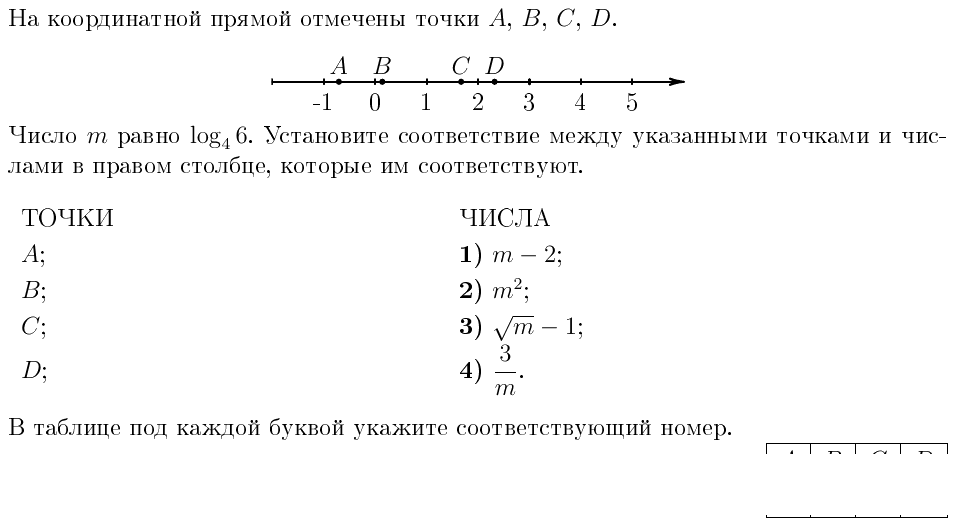 На координатной прямой отмечены точки A, B, C, D.
A B C D
-1 0 1 2 3 4 5
Число m равно log₄ 6. Установите соответствие между указанными точками и чис-
лами в правом столбце, которые им соответствуют.
ТОЧКИ ЧИСЛА
A; 1) m − 2;
B; 2) m²;
C; 3) √m − 1;
D; 4) 3/m.
В таблице под каждой буквой укажите соответствующий номер.